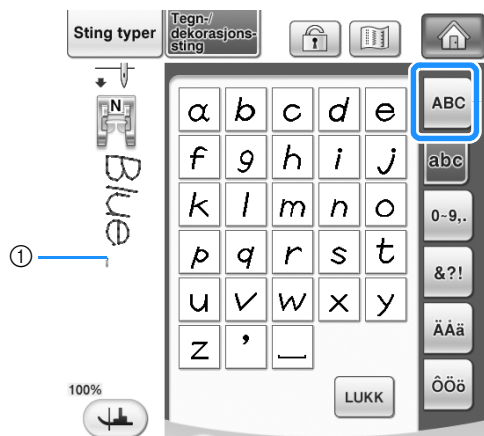 Sting typer
Tegn-/
dekorasjons-
sting
N
Blue
①
100%
a b c d e
f g h i j
k l m n o
p q r s t
u v w x y
z ’ _
LUKK
ABC
abc
0~9,.
&?!
ÄÅä
ÔÖö